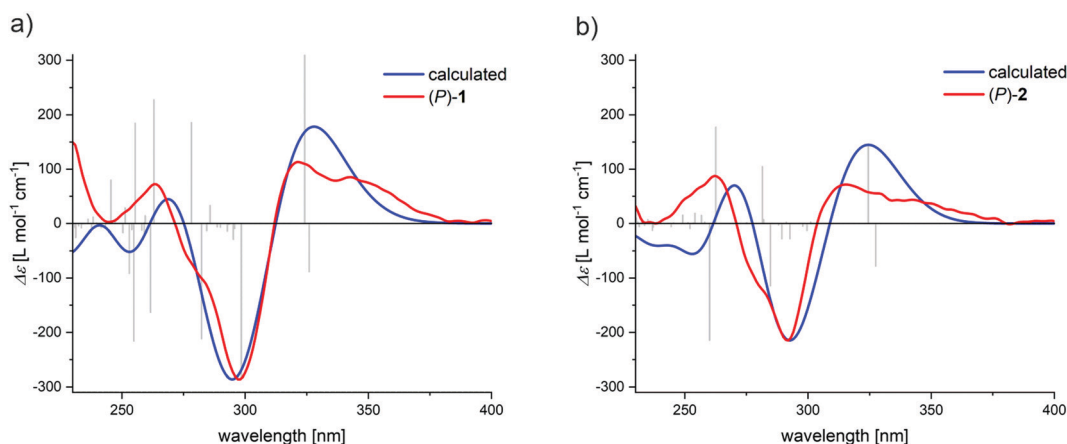 a)
300
200
100
0
-100
-200
-300
Δε [L mol⁻¹ cm⁻¹]
250
300
350
400
wavelength [nm]
calculated
(P)-1
b)
300
200
100
0
-100
-200
-300
Δε [L mol⁻¹ cm⁻¹]
250
300
350
400
wavelength [nm]
calculated
(P)-2